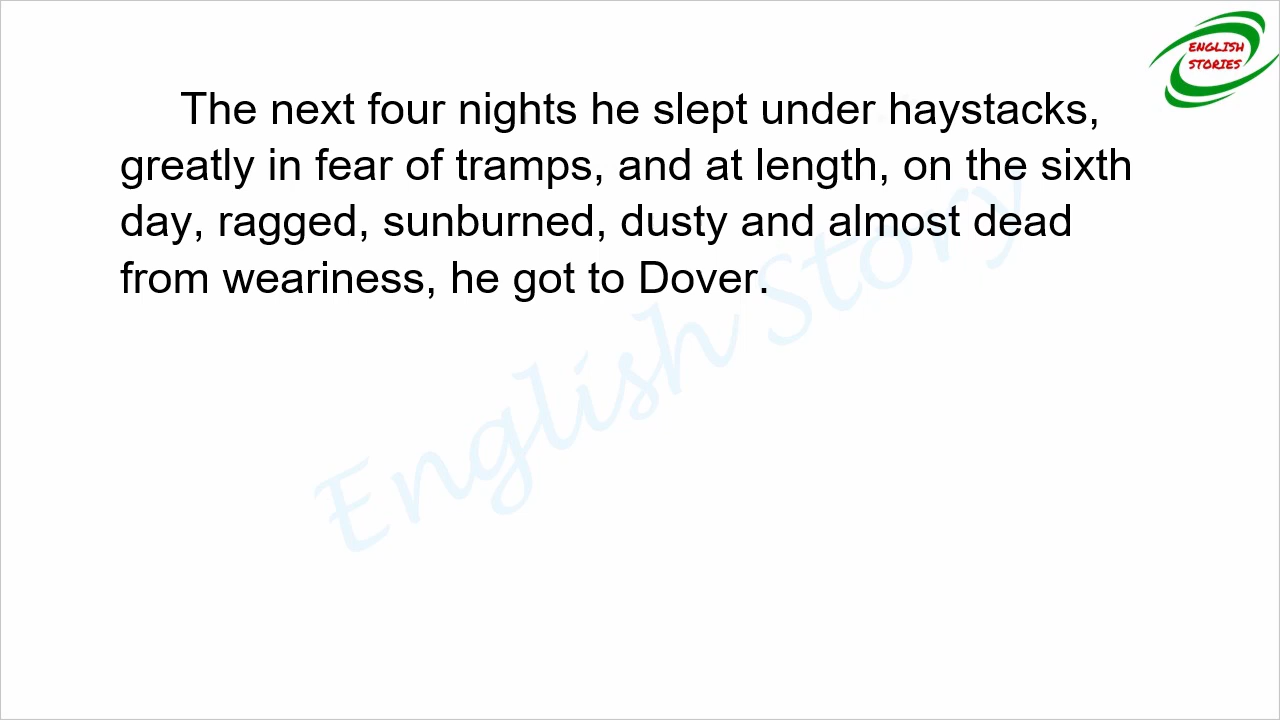 ENGLISH
STORIES
The next four nights he slept under haystacks,
greatly in fear of tramps, and at length, on the sixth
day, ragged, sunburned, dusty and almost dead
from weariness, he got to Dover.
English Story